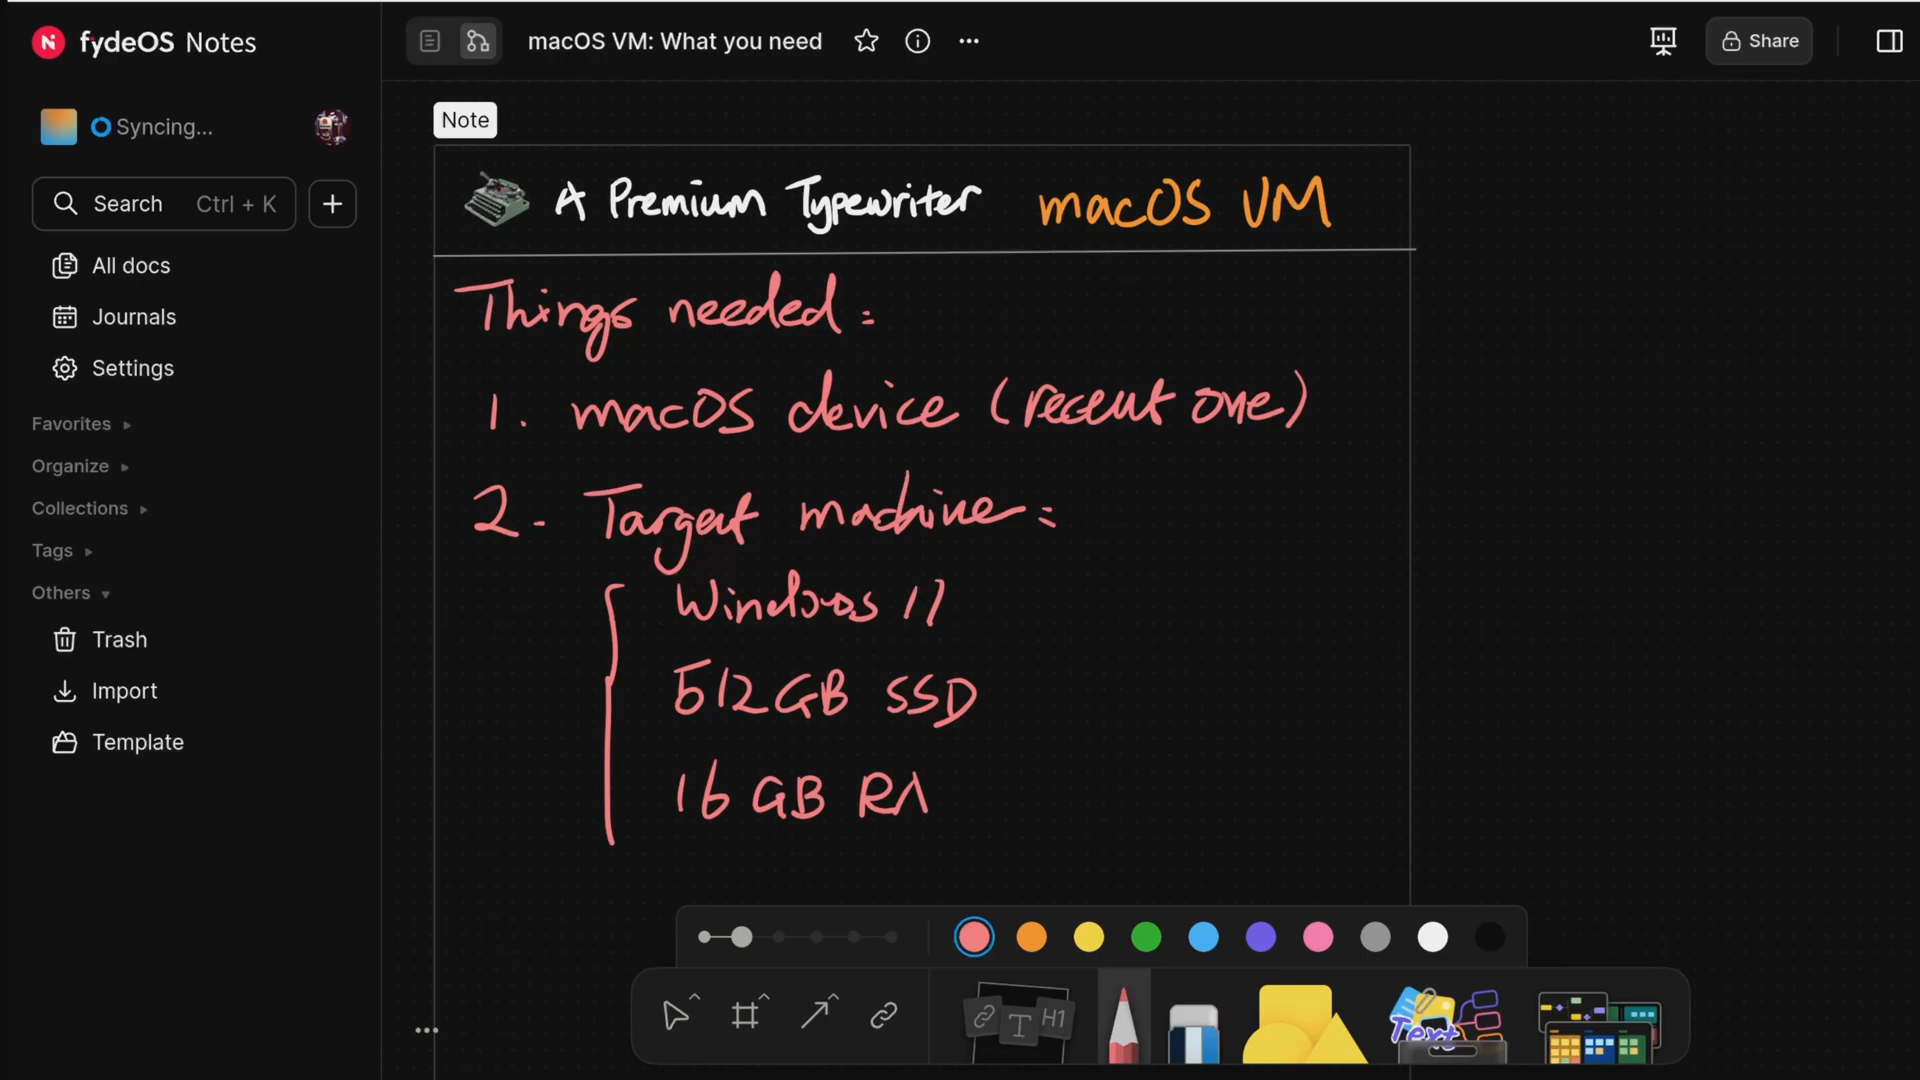 fydeOS Notes
macOS VM: What you need
Share
Syncing...
Search Ctrl + K
All docs
Journals
Settings
Favorites
Organize
Collections
Tags
Others
Trash
Import
Template
Note
A Premium Typewriter macOS VM
Things needed:
1. macOS device (recent one)
2. Target machine:
Windows 11
512GB SSD
16 GB RA
T H1
Text